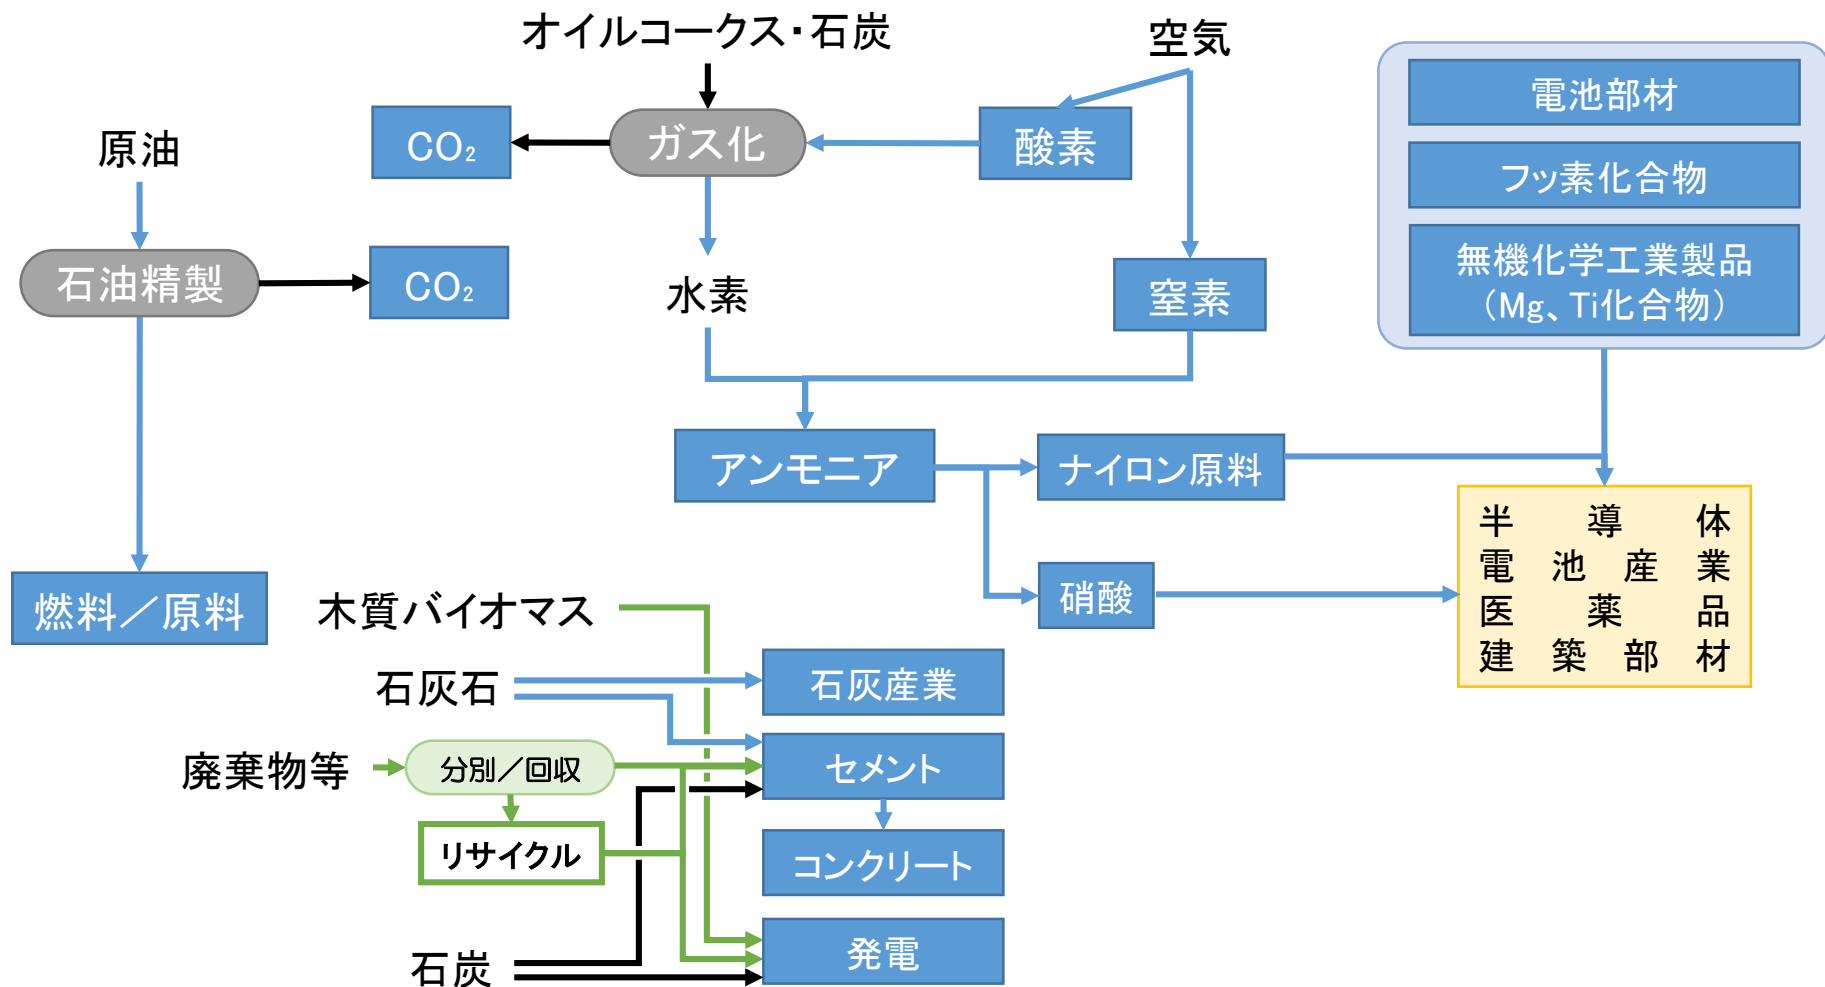 オイルコークス・石炭
空気
電池部材
CO₂
ガス化
酸素
原油
フッ素化合物
無機化学工業製品
（Mg、Ti化合物）
石油精製
CO₂
水素
窒素
アンモニア
ナイロン原料
半導体
電池産業
医薬品
建築部材
燃料／原料
木質バイオマス
硝酸
石灰石
石灰産業
廃棄物等
分別／回収
セメント
リサイクル
コンクリート
石炭
発電